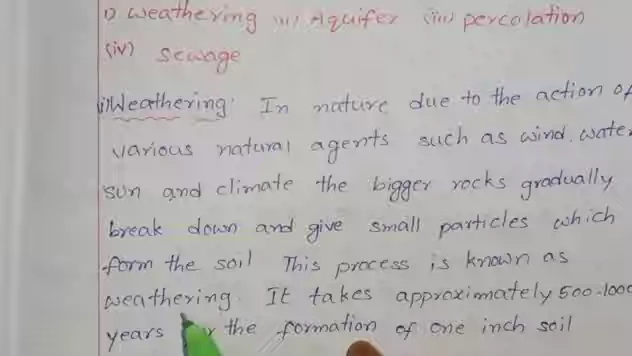 i) Weathering ii) Aquifer (iii) percolation
(iv) sewage
i) Weathering: In nature due to the action of
various natural agents such as wind, water
sun and climate the bigger rocks gradually
break down and give small particles which
form the soil This process is known as
weathering. It takes approximately 500-1000
years the formation of one inch soil